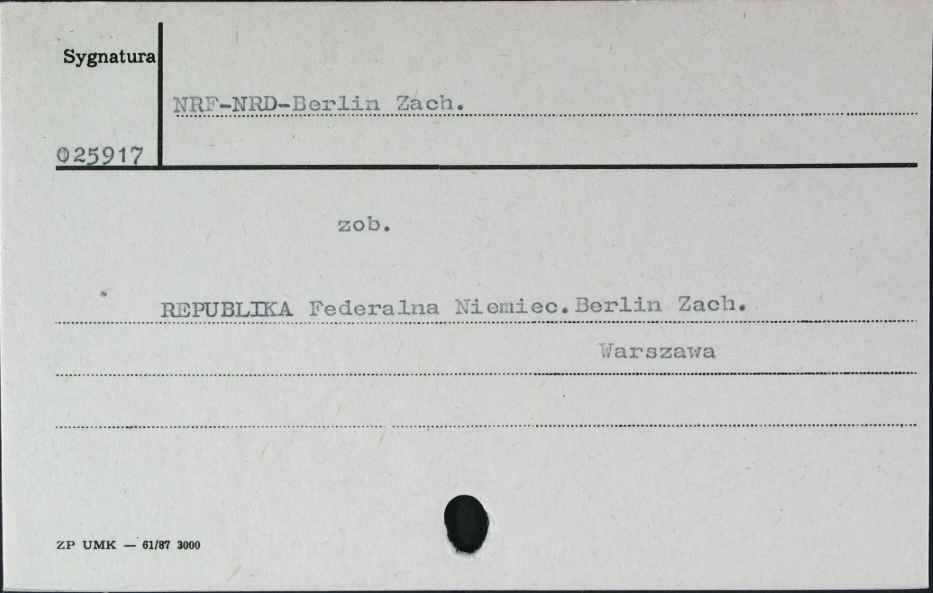 Sygnatura
NRF-NRD-Berlin Zach.
025917
zob.
REPUBLIKA Federalna Niemiec.Berlin Zach.
Warszawa
ZP UMK — 61/87 3000